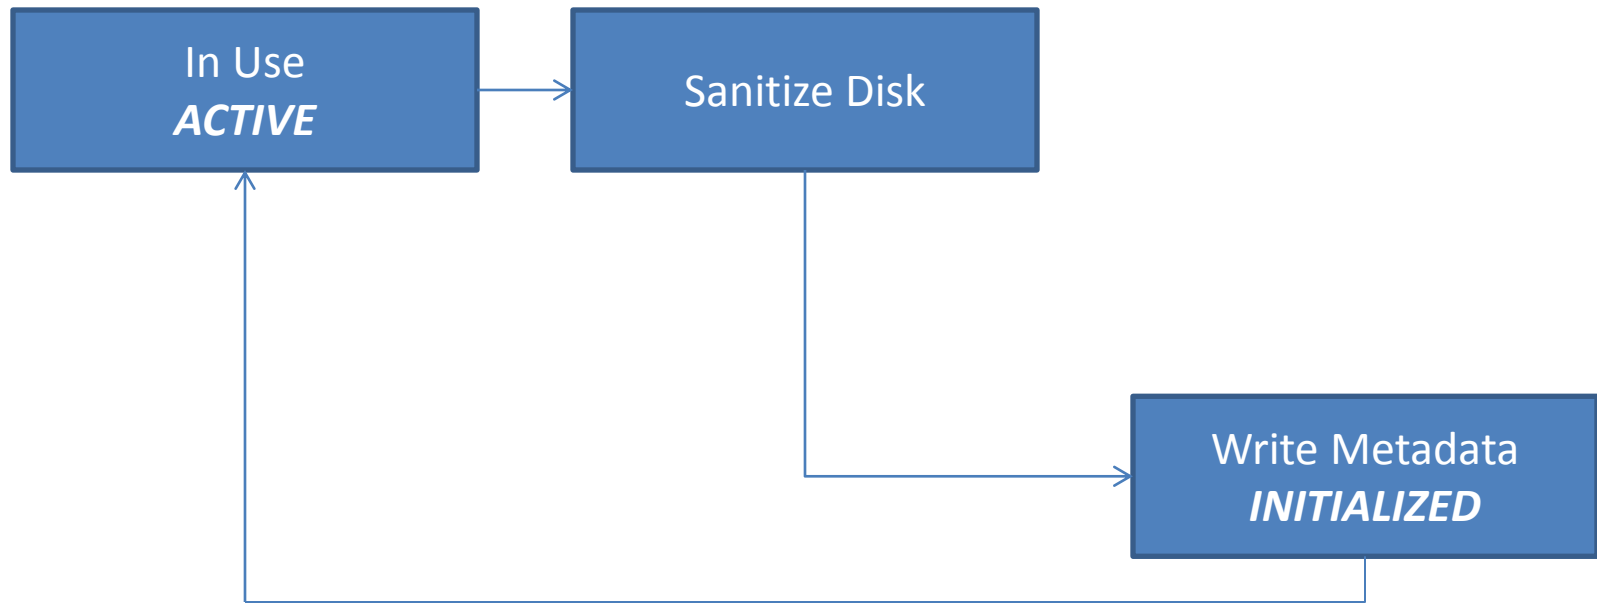 In Use
ACTIVE
Sanitize Disk
Write Metadata
INITIALIZED